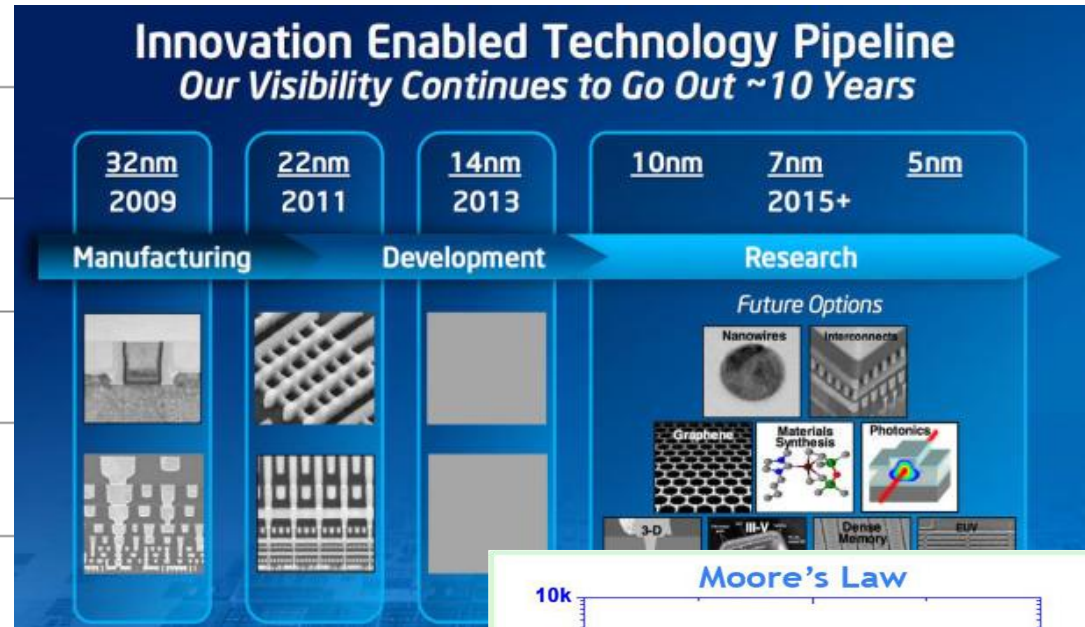 Innovation Enabled Technology Pipeline
Our Visibility Continues to Go Out ~10 Years
32nm
2009
22nm
2011
14nm
2013
10nm 7nm 5nm
2015+
Manufacturing Development Research
Future Options
Nanowires Interconnects
Graphene Materials Synthesis Photonics
3-D III-V Dense Memory EUV
Moore's Law
10k